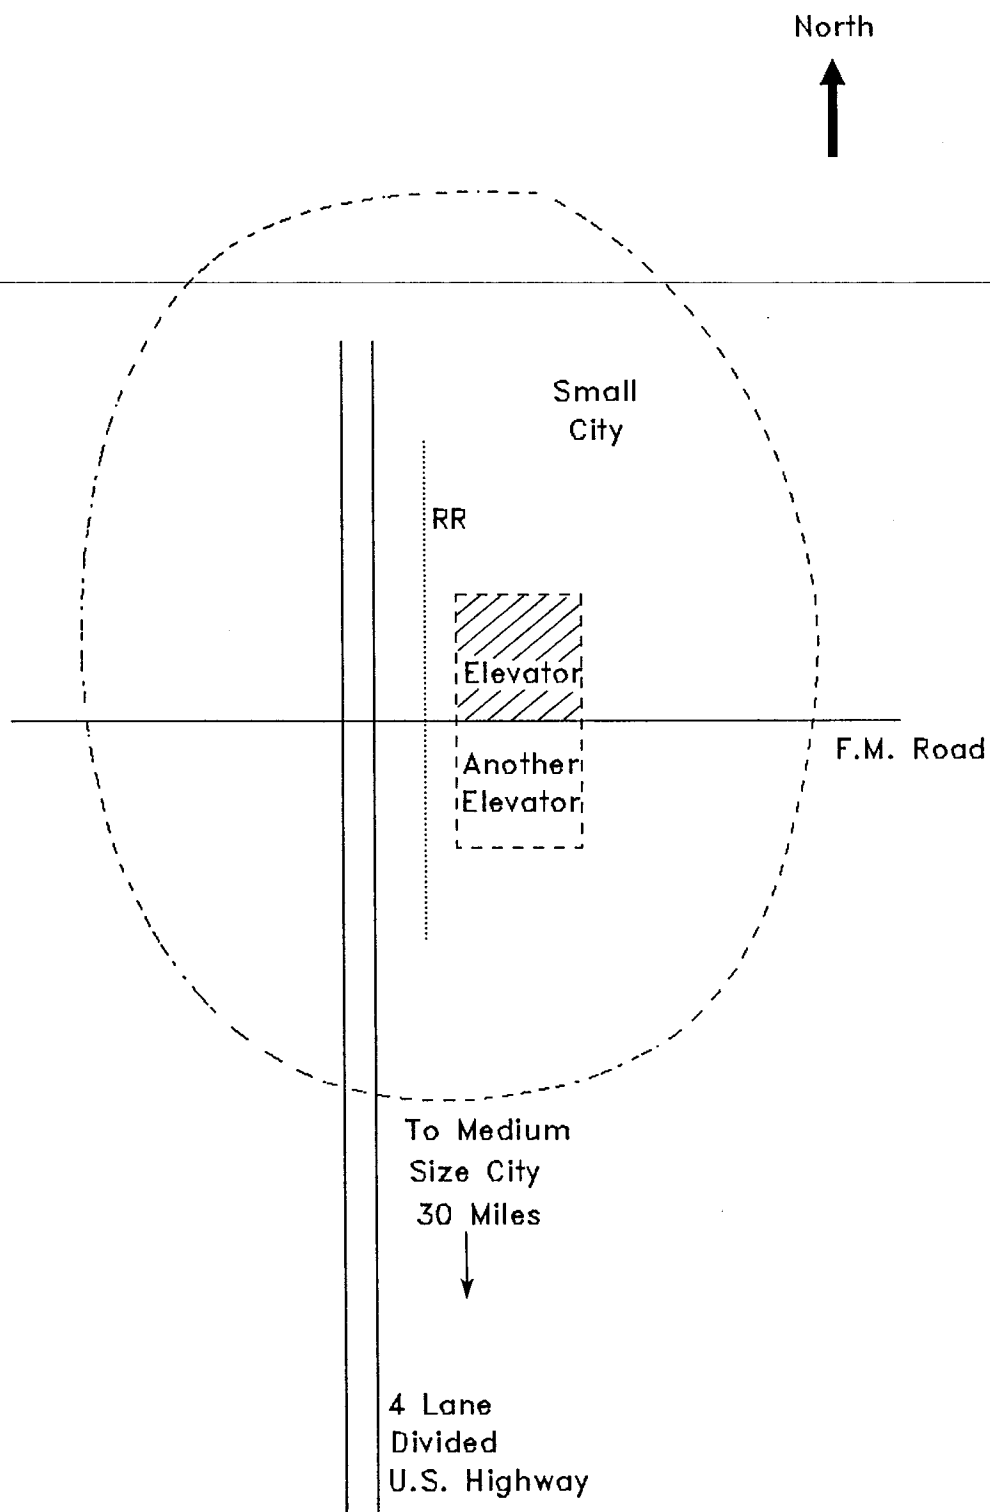 North
Small
City
RR
Elevator
F.M. Road
Another
Elevator
To Medium
Size City
30 Miles
4 Lane
Divided
U.S. Highway